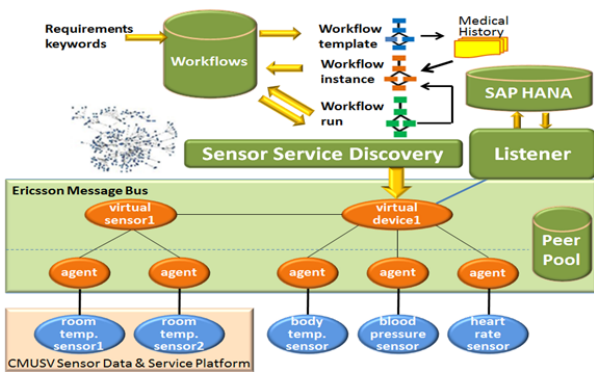 Requirements
keywords
Workflows
Workflow
template
Medical
History
Workflow
instance
Workflow
run
SAP HANA
Sensor Service Discovery
Listener
Ericsson Message Bus
virtual
sensor1
virtual
device1
Peer
Pool
agent
agent
agent
agent
agent
room
temp.
sensor1
room
temp.
sensor2
body
temp.
sensor
blood
pressure
sensor
heart
rate
sensor
CMUSV Sensor Data & Service Platform